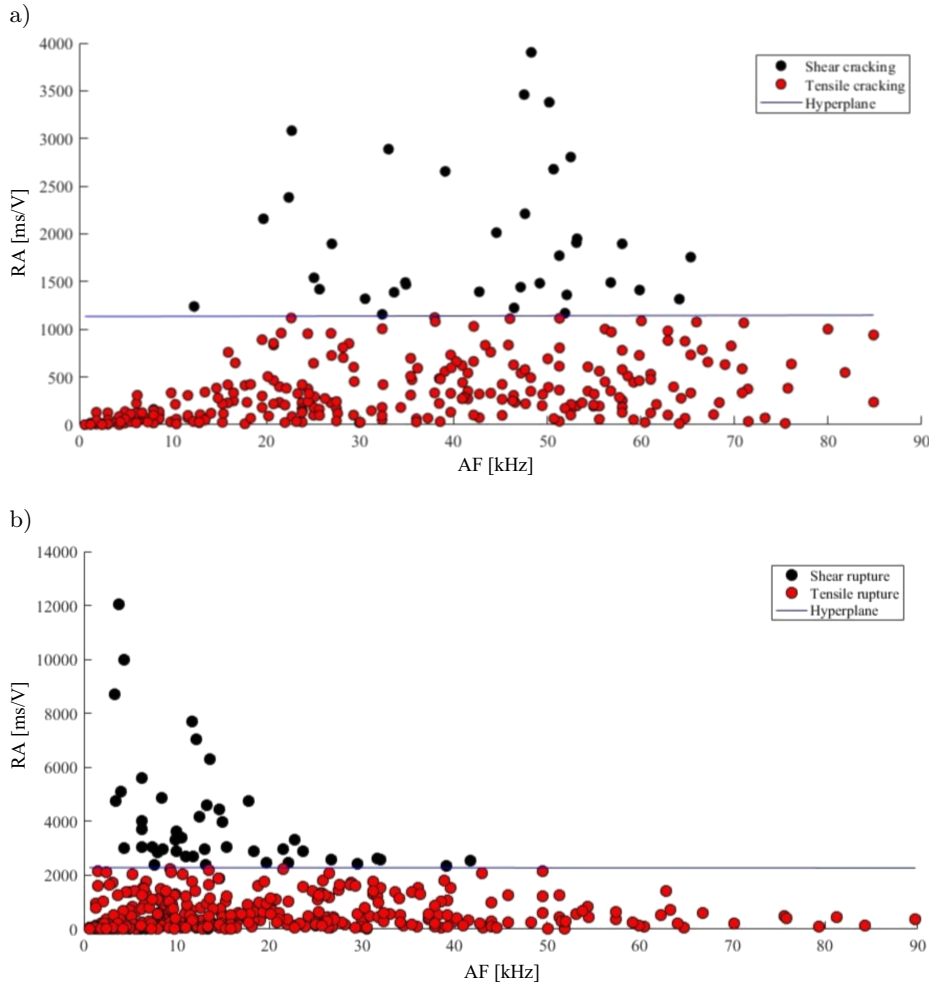 a)
4000
3500
3000
2500
2000
1500
1000
500
0
RA [ms/V]
Shear cracking
Tensile cracking
Hyperplane
0 10 20 30 40 50 60 70 80 90
AF [kHz]
b)
14000
12000
10000
8000
6000
4000
2000
0
RA [ms/V]
Shear rupture
Tensile rupture
Hyperplane
0 10 20 30 40 50 60 70 80 90
AF [kHz]